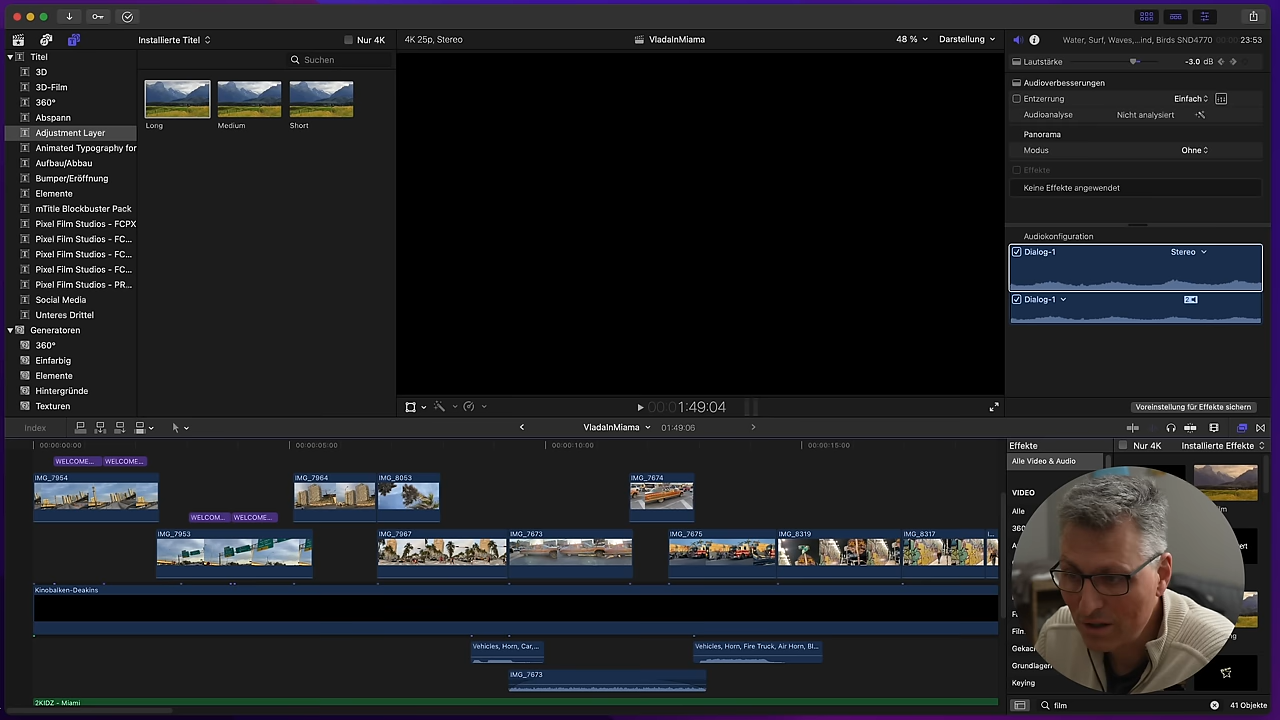 Installierte Titel
Nur 4K
4K 25p, Stereo
VladaInMiama
48 %
Darstellung
Water, Surf, Waves,...ind, Birds SND4770
23:53
Titel
3D
3D-Film
360°
Abspann
Adjustment Layer
Animated Typography for
Aufbau/Abbau
Bumper/Eröffnung
Elemente
mTitle Blockbuster Pack
Pixel Film Studios - FCPX
Pixel Film Studios - FC...
Pixel Film Studios - FC...
Pixel Film Studios - FC...
Pixel Film Studios - PR...
Social Media
Unteres Drittel
Generatoren
360°
Einfarbig
Elemente
Hintergründe
Texturen
Suchen
Long
Medium
Short
Lautstärke
-3.0 dB
Audioverbesserungen
Entzerrung
Einfach
Audioanalyse
Nicht analysiert
Panorama
Modus
Ohne
Effekte
Keine Effekte angewendet
Audiokonfiguration
Dialog-1
Stereo
Dialog-1
Voreinstellung für Effekte sichern
00:01:49:04
Index
VladaInMiama
01:49:06
00:00:00:00
00:00:05:00
00:00:10:00
00:00:15:00
WELCOME...
WELCOME...
IMG_7954
IMG_7964
IMG_8053
IMG_7674
WELCOM...
WELCOME...
IMG_7953
IMG_7967
IMG_7673
IMG_7675
IMG_8319
IMG_8317
I...
Kinobalken-Deakins
Vehicles, Horn, Car,...
Vehicles, Horn, Fire Truck, Air Horn, Bl...
IMG_7673
2KIDZ - Miami
Effekte
Nur 4K
Installierte Effekte
Alle Video & Audio
VIDEO
Alle
Film
Grundlagen
Keying
film
41 Objekte